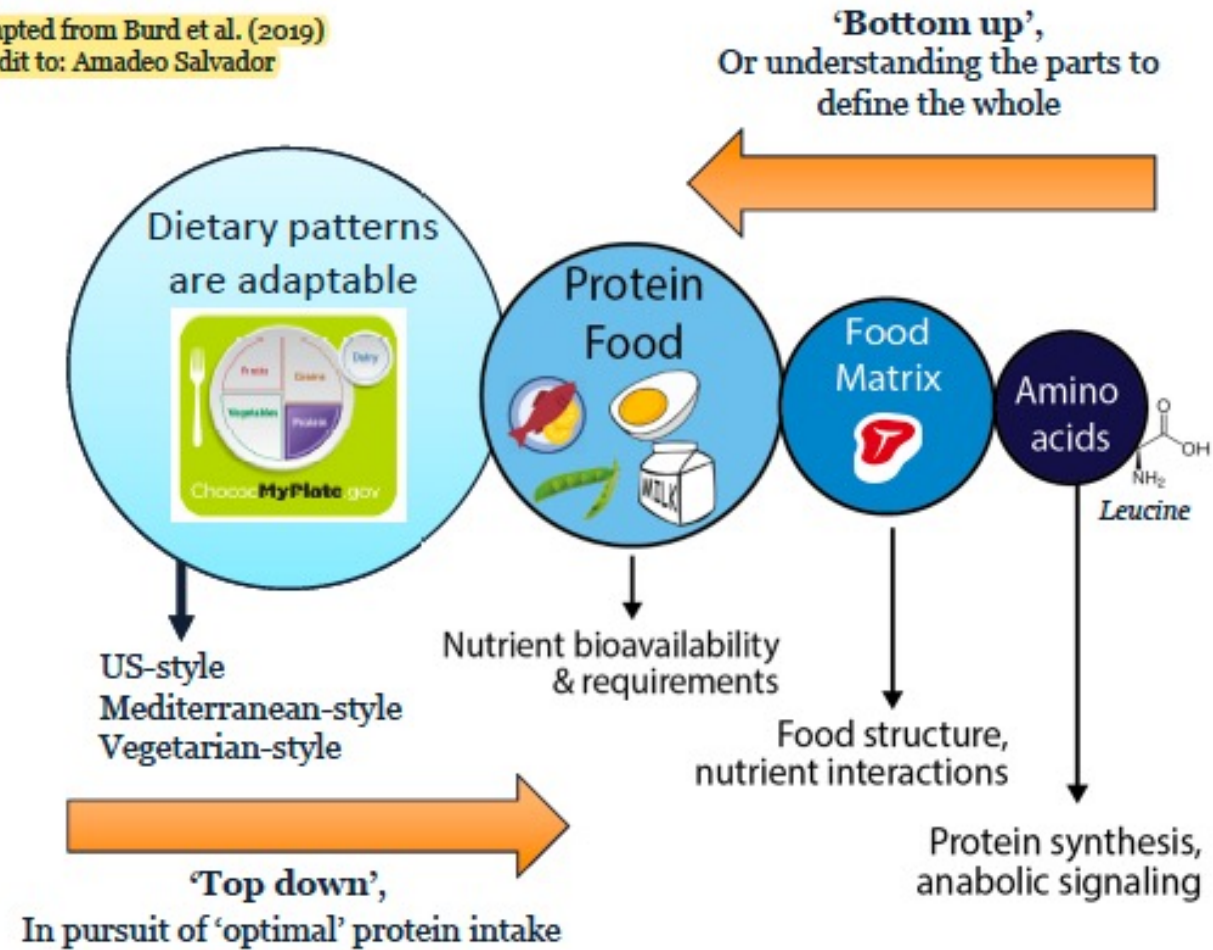 pted from Burd et al. (2019)
dit to: Amadeo Salvador
‘Bottom up’,
Or understanding the parts to
define the whole
Dietary patterns
are adaptable
Fruits
Grains
Dairy
Vegetables
Protein
ChooseMyPlate.gov
Protein
Food
MILK
Food
Matrix
Amino
acids
O
OH
NH₂
Leucine
US-style
Mediterranean-style
Vegetarian-style
Nutrient bioavailability
& requirements
Food structure,
nutrient interactions
Protein synthesis,
anabolic signaling
‘Top down’,
In pursuit of ‘optimal’ protein intake